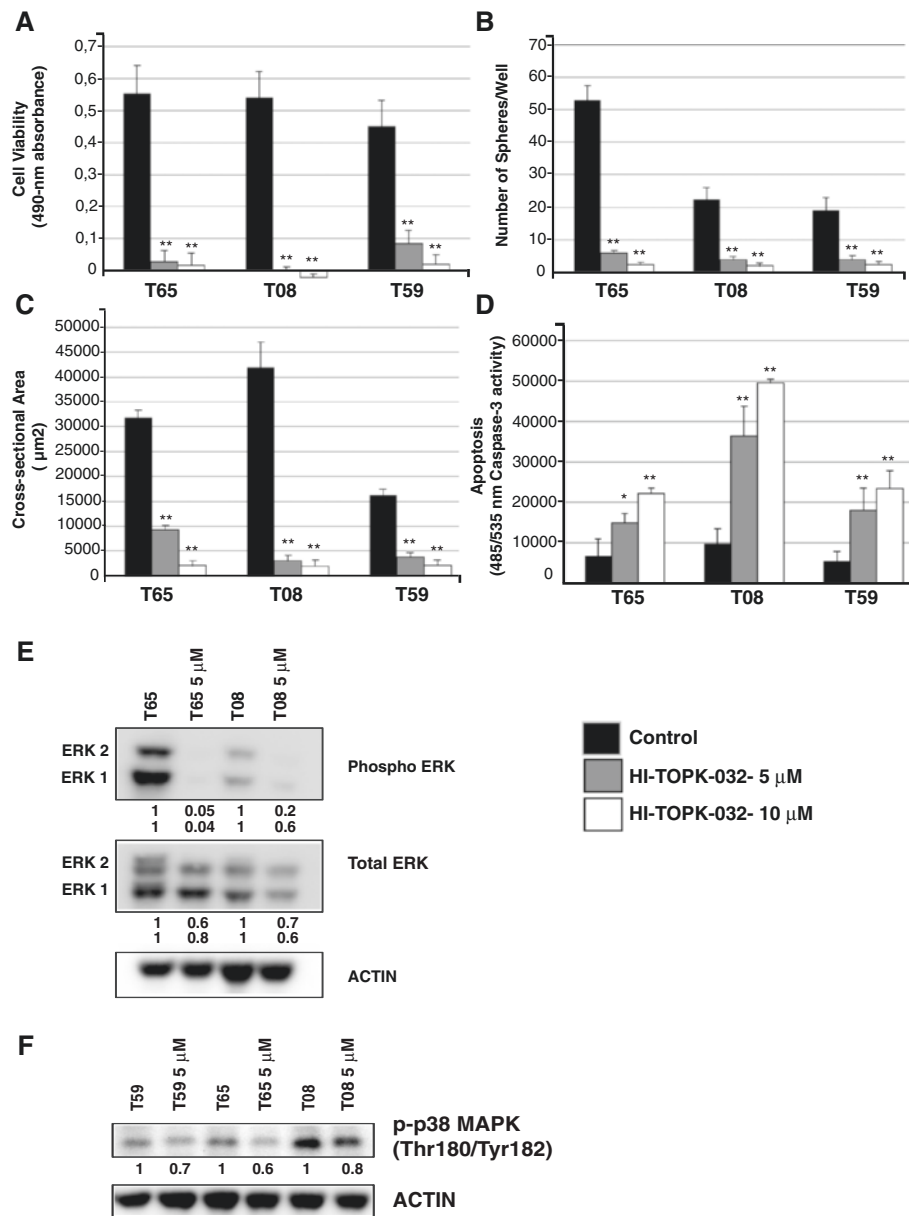 A
Cell Viability
(490-nm absorbance)
0,7
0,6
0,5
0,4
0,3
0,2
0,1
0
** ** ** ** ** **
T65 T08 T59
B
Number of Spheres/Well
70
60
50
40
30
20
10
0
** ** ** ** ** **
T65 T08 T59
C
Cross-sectional Area
( µm2)
50000
45000
40000
35000
30000
25000
20000
15000
10000
5000
0
** ** ** ** ** **
T65 T08 T59
D
Apoptosis
(485/535 nm Caspase-3 activity)
60000
50000
40000
30000
20000
10000
0
* ** ** ** ** **
T65 T08 T59
E
T65 T65 5 µM T08 T08 5 µM
ERK 2
ERK 1
Phospho ERK
1 0.05 1 0.2
1 0.04 1 0.6
ERK 2
ERK 1
Total ERK
1 0.6 1 0.7
1 0.8 1 0.6
ACTIN
Control
HI-TOPK-032- 5 µM
HI-TOPK-032- 10 µM
F
T59 T59 5 µM T65 T65 5 µM T08 T08 5 µM
p-p38 MAPK
(Thr180/Tyr182)
1 0.7 1 0.6 1 0.8
ACTIN